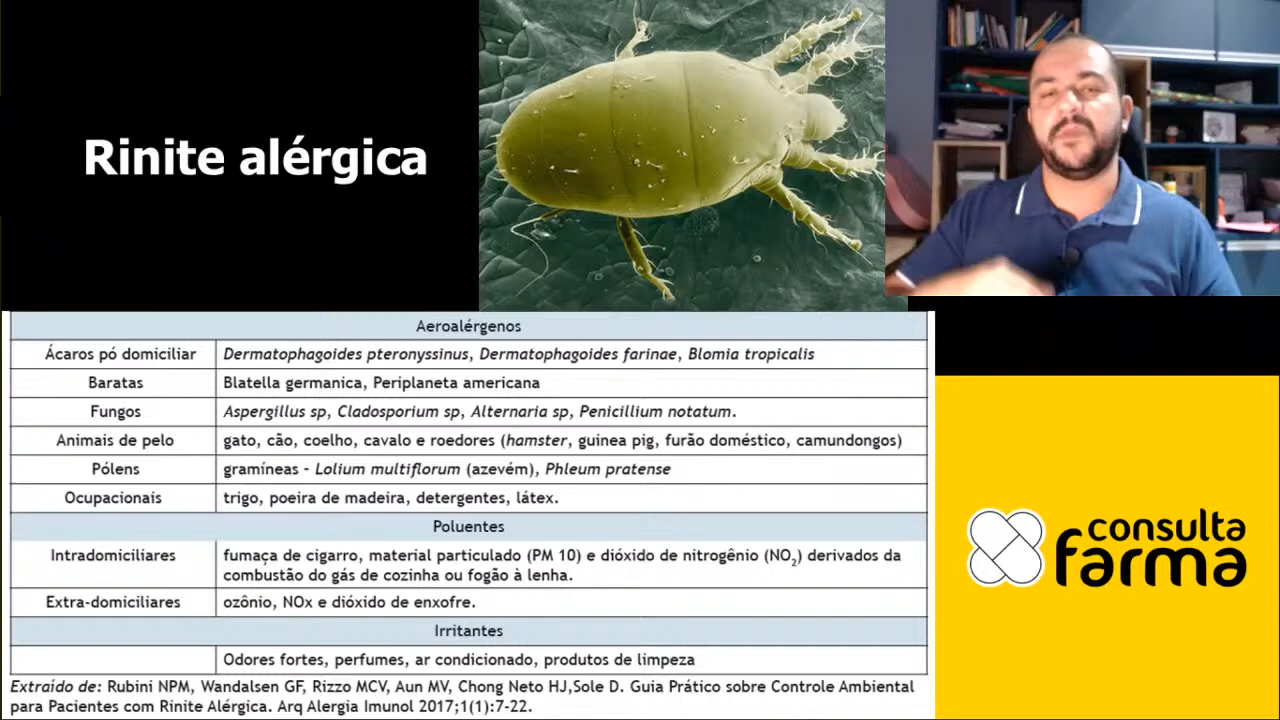 Rinite alérgica
Aeroalérgenos
Ácaros pó domiciliar Dermatophagoides pteronyssinus, Dermatophagoides farinae, Blomia tropicalis
Baratas Blatella germanica, Periplaneta americana
Fungos Aspergillus sp, Cladosporium sp, Alternaria sp, Penicillium notatum.
Animais de pelo gato, cão, coelho, cavalo e roedores (hamster, guinea pig, furão doméstico, camundongos)
Pólens gramíneas - Lolium multiflorum (azevém), Phleum pratense
Ocupacionais trigo, poeira de madeira, detergentes, látex.
Poluentes
Intradomiciliares fumaça de cigarro, material particulado (PM 10) e dióxido de nitrogênio (NO2) derivados da
combustão do gás de cozinha ou fogão à lenha.
Extra-domiciliares ozônio, NOx e dióxido de enxofre.
Irritantes
Odores fortes, perfumes, ar condicionado, produtos de limpeza
Extraído de: Rubini NPM, Wandalsen GF, Rizzo MCV, Aun MV, Chong Neto HJ,Sole D. Guia Prático sobre Controle Ambiental
para Pacientes com Rinite Alérgica. Arq Alergia Imunol 2017;1(1):7-22.
consulta
farma